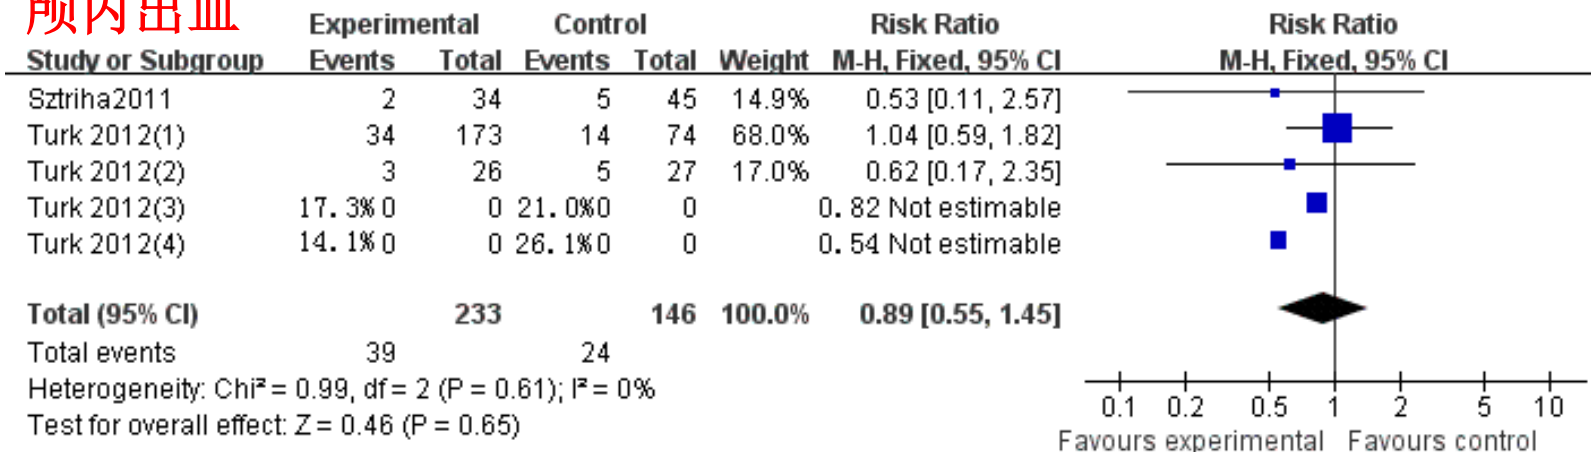 颅内出血
Experimental Control Risk Ratio Risk Ratio
Study or Subgroup Events Total Events Total Weight M-H, Fixed, 95% CI M-H, Fixed, 95% CI
Sztriha2011 2 34 5 45 14.9% 0.53 [0.11, 2.57]
Turk 2012(1) 34 173 14 74 68.0% 1.04 [0.59, 1.82]
Turk 2012(2) 3 26 5 27 17.0% 0.62 [0.17, 2.35]
Turk 2012(3) 17.3% 0 0 21.0% 0 0 0.82 Not estimable
Turk 2012(4) 14.1% 0 0 26.1% 0 0 0.54 Not estimable
Total (95% CI) 233 146 100.0% 0.89 [0.55, 1.45]
Total events 39 24
Heterogeneity: Chi² = 0.99, df = 2 (P = 0.61); I² = 0%
Test for overall effect: Z = 0.46 (P = 0.65)
0.1 0.2 0.5 1 2 5 10
Favours experimental Favours control